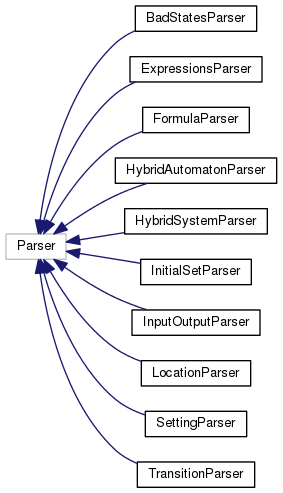 BadStatesParser
ExpressionsParser
FormulaParser
HybridAutomatonParser
HybridSystemParser
Parser
InitialSetParser
InputOutputParser
LocationParser
SettingParser
TransitionParser